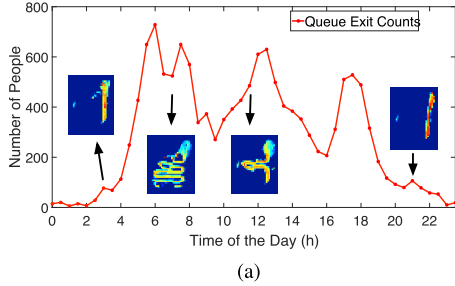 800
600
400
200
0
Number of People
Queue Exit Counts
0 2 4 6 8 10 12 14 16 18 20 22
Time of the Day (h)
(a)